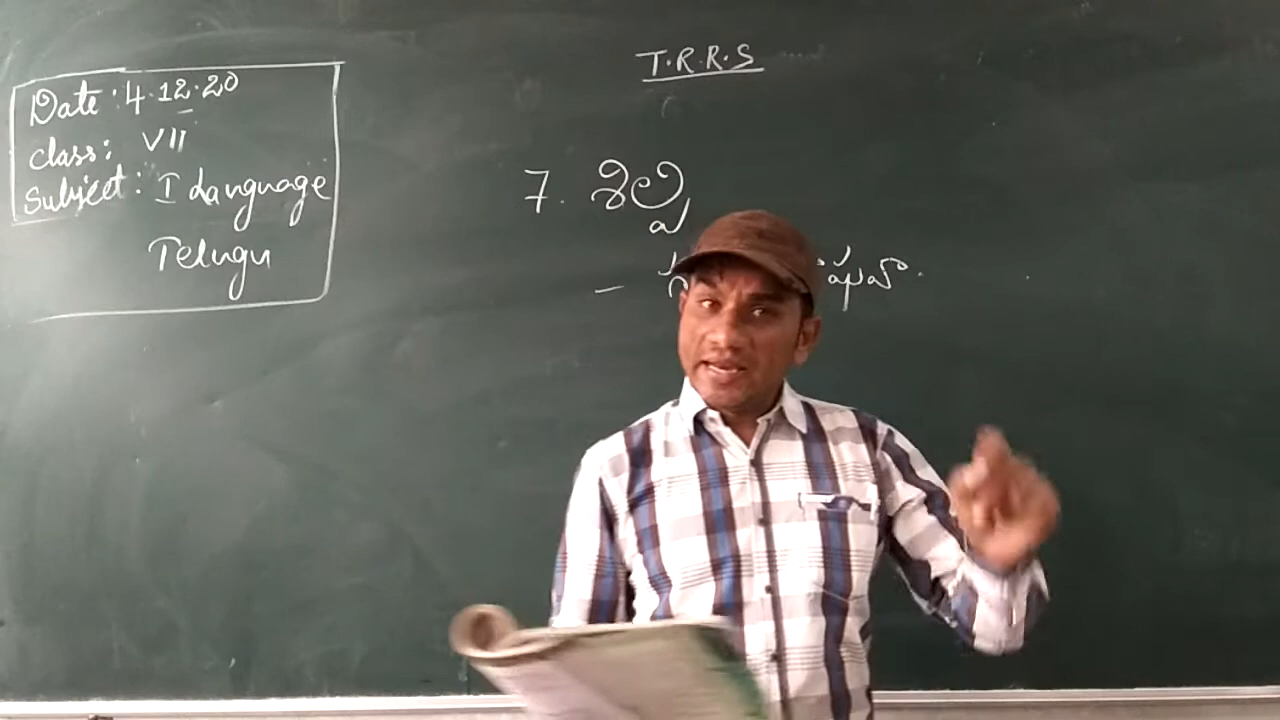 Date: 4.12.20
class: VII
Subject: I Language
Telugu
T.R.R.S
7. శిల్ప